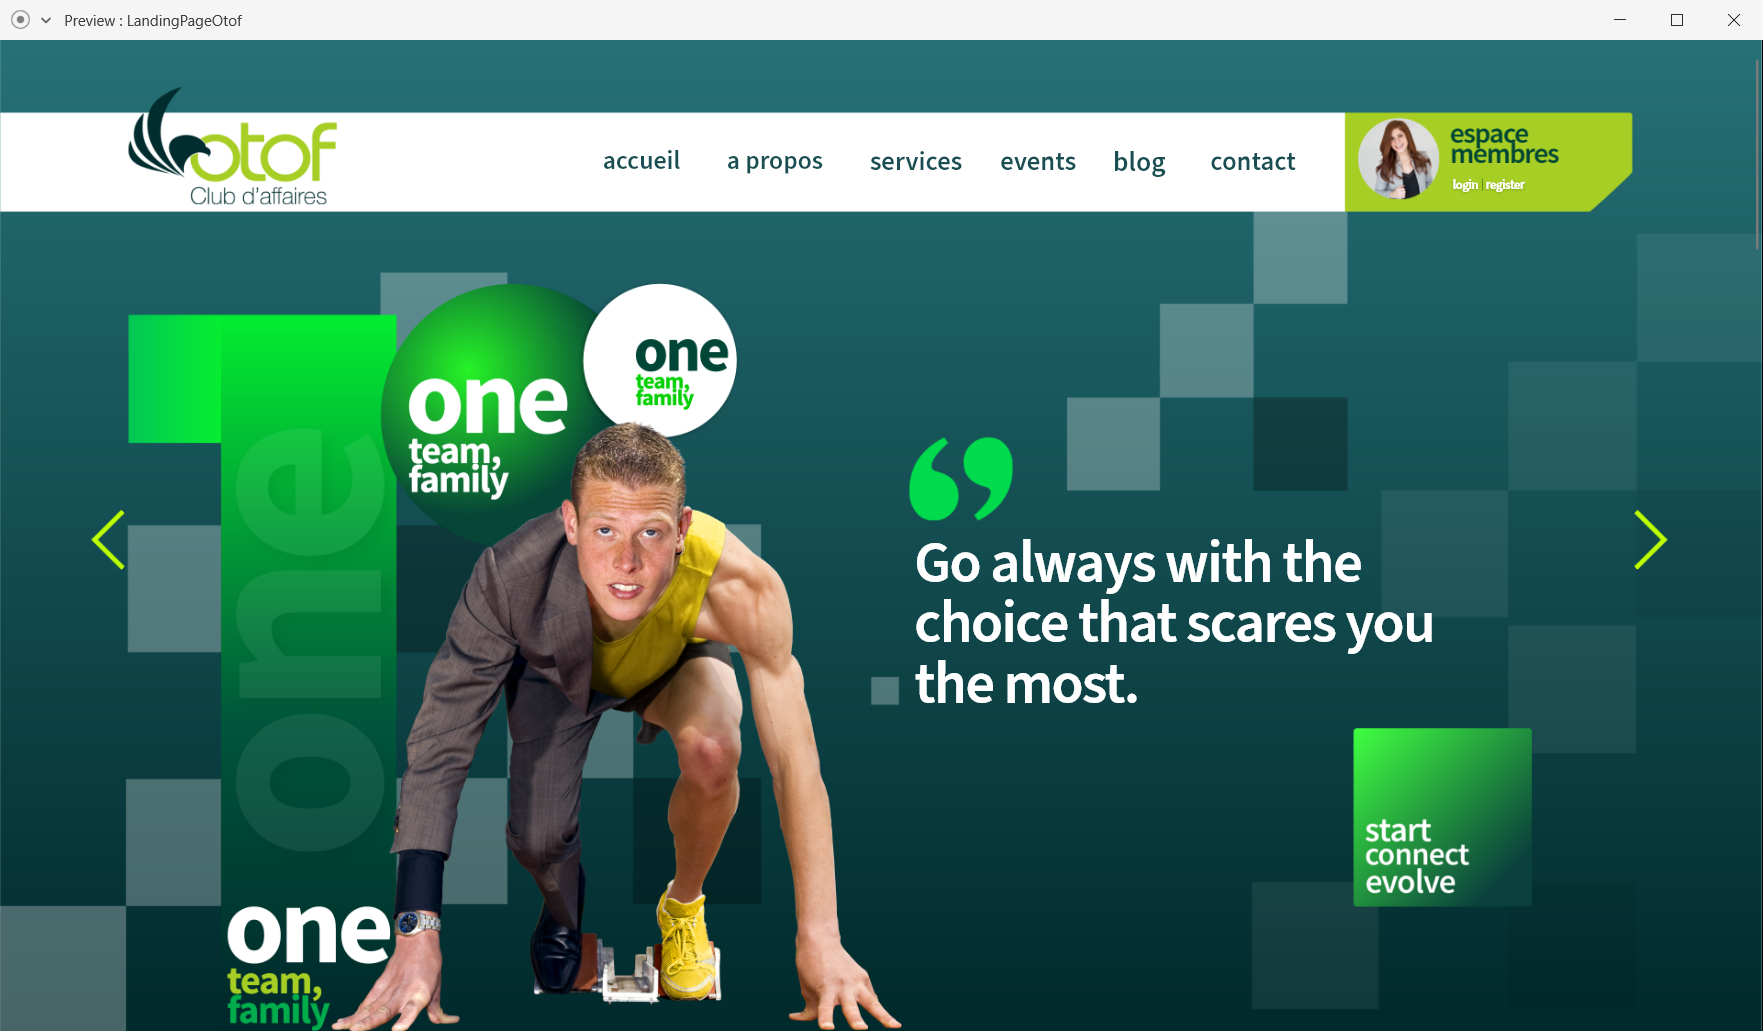 Preview : LandingPageOtof
otof
Club d'affaires
accueil
a propos
services
events
blog
contact
espace
membres
login | register
one
team,
family
one
team,
family
one
❟❜
Go always with the
choice that scares you
the most.
start
connect
evolve
one
team,
family